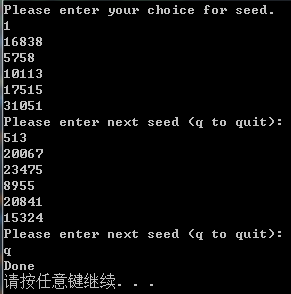 Please enter your choice for seed.
1
16838
5758
10113
17515
31051
Please enter next seed (q to quit):
513
20067
23475
8955
20841
15324
Please enter next seed (q to quit):
q
Done
请按任意键继续. . .